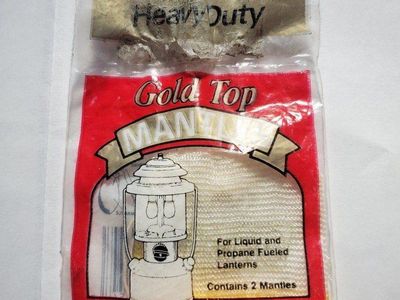 HeavyDuty
Gold Top
MANTLES
For Liquid and
Propane Fueled
Lanterns
Contains 2 Mantles